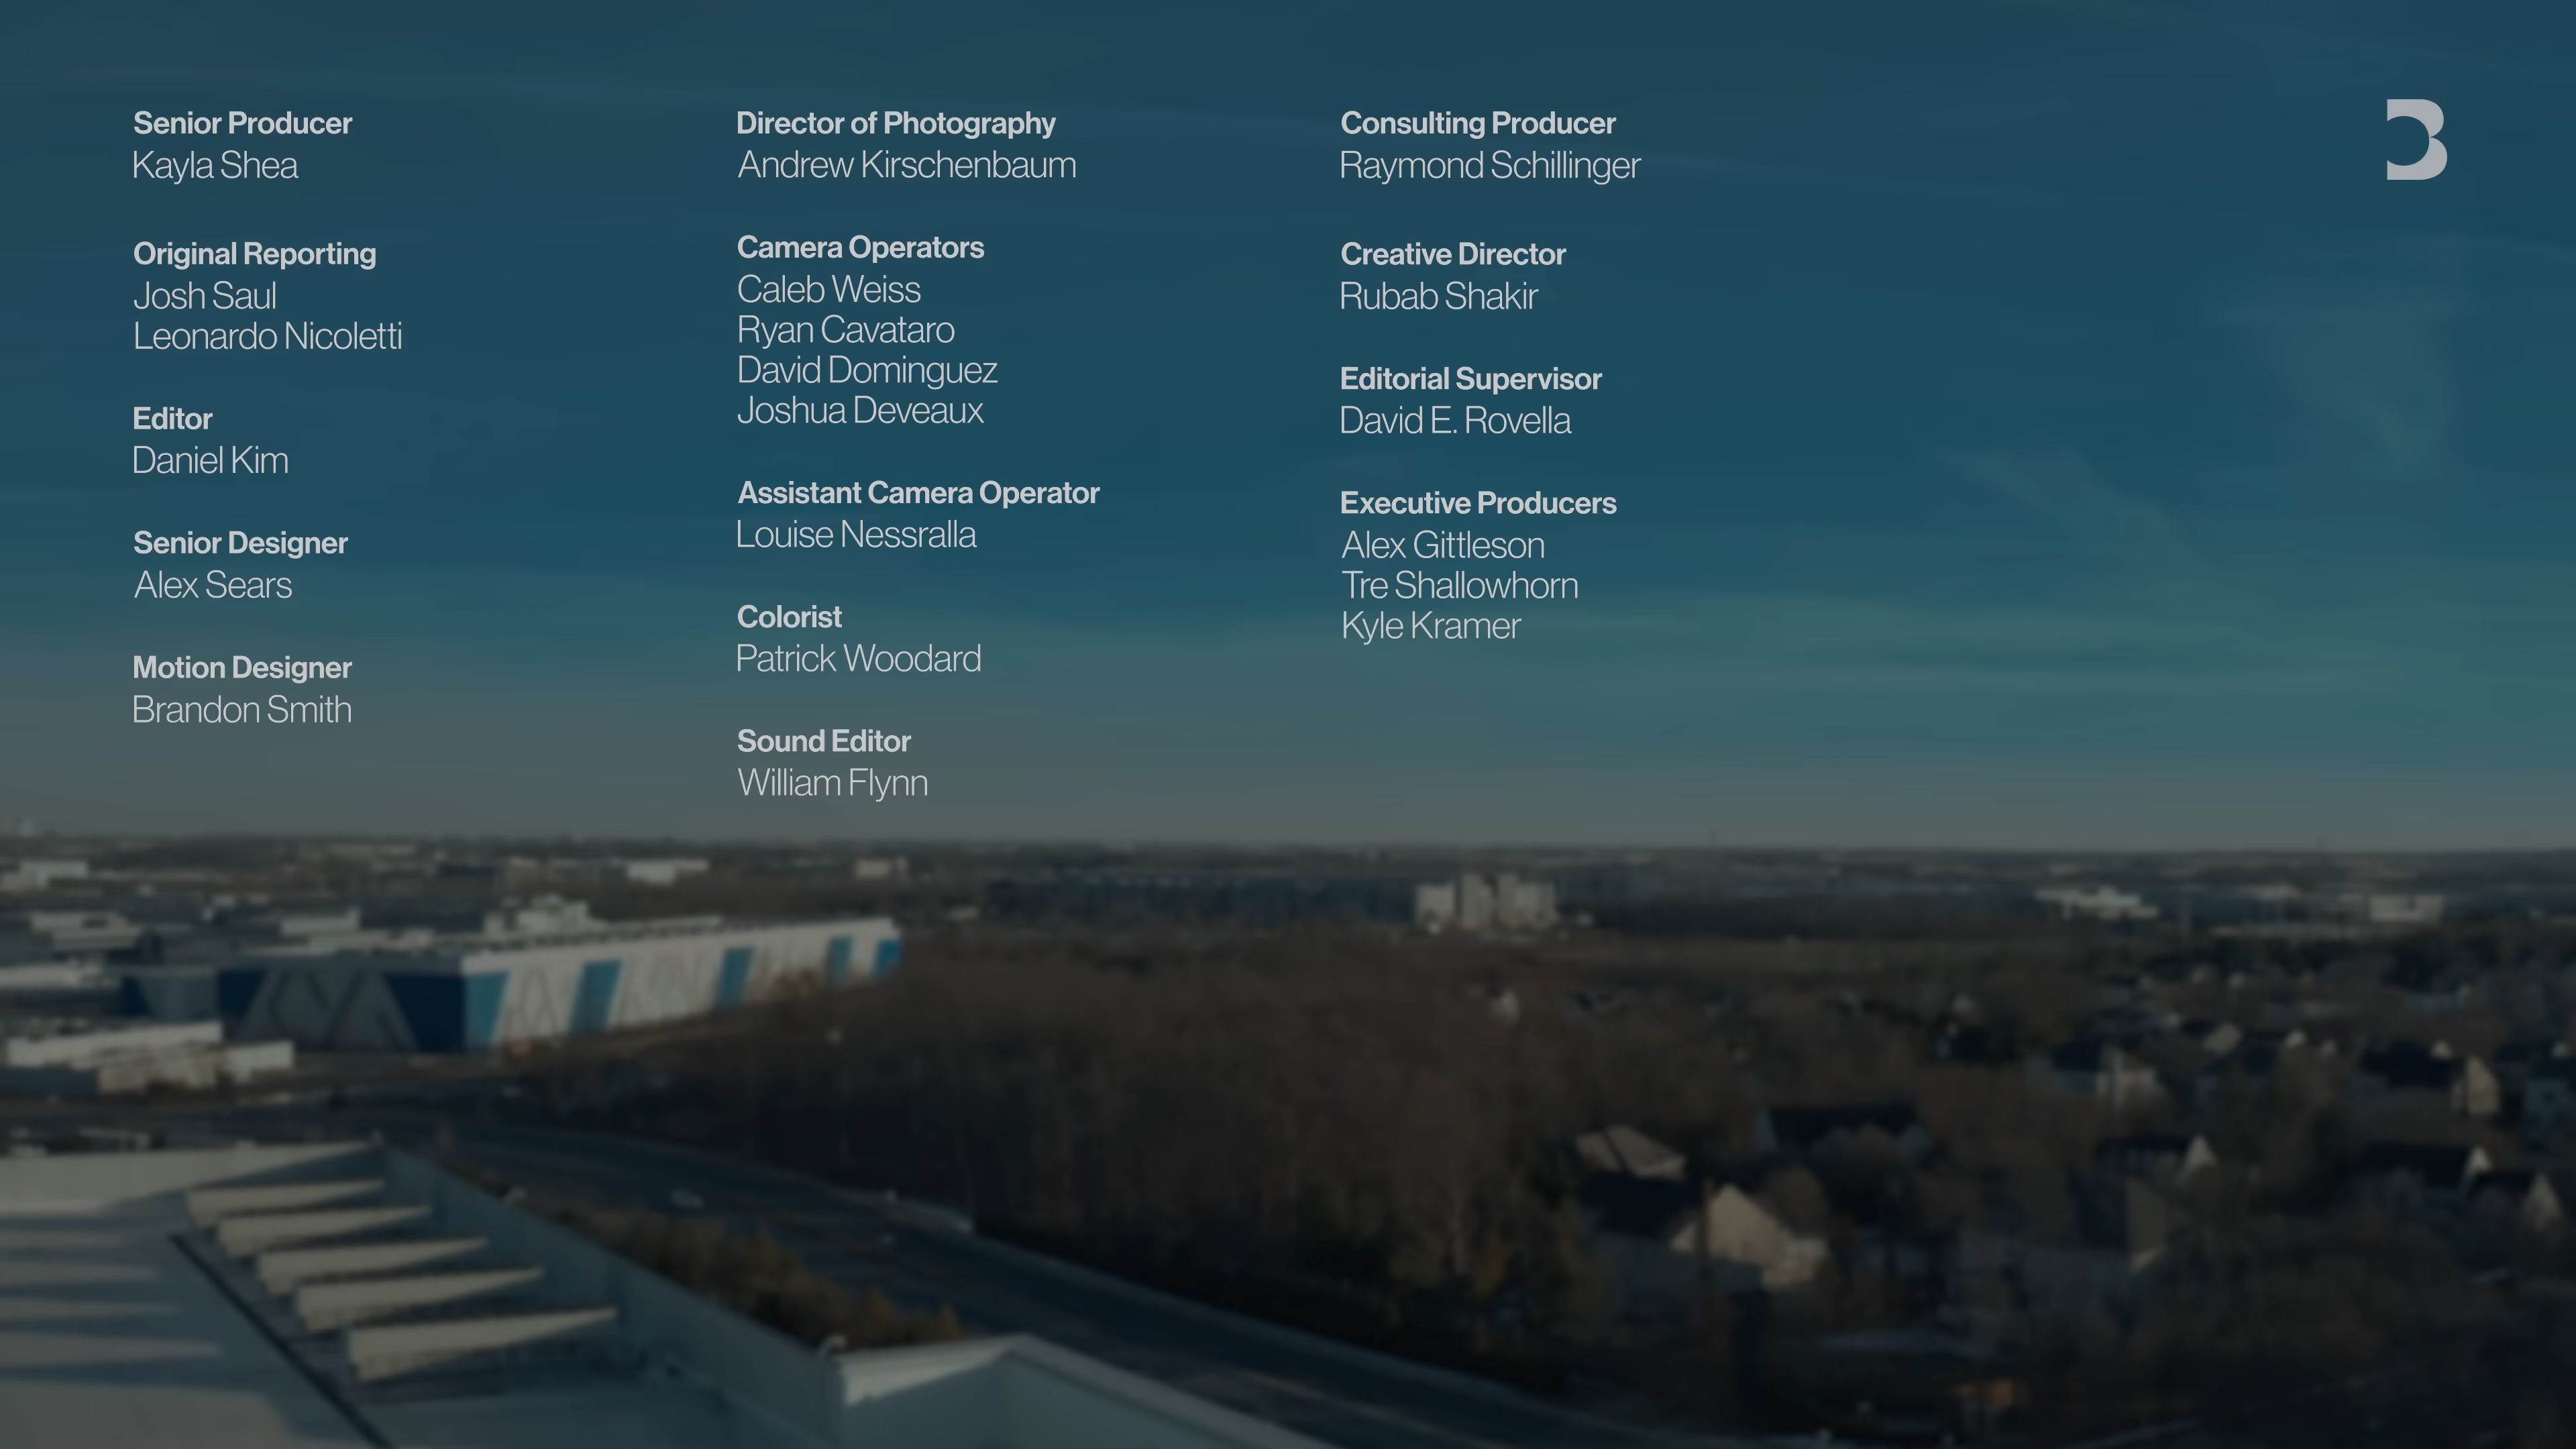 Senior Producer
Kayla Shea
Original Reporting
Josh Saul
Leonardo Nicoletti
Editor
Daniel Kim
Senior Designer
Alex Sears
Motion Designer
Brandon Smith
Director of Photography
Andrew Kirschenbaum
Camera Operators
Caleb Weiss
Ryan Cavataro
David Dominguez
Joshua Deveaux
Assistant Camera Operator
Louise Nessralla
Colorist
Patrick Woodard
Sound Editor
William Flynn
Consulting Producer
Raymond Schillinger
Creative Director
Rubab Shakir
Editorial Supervisor
David E. Rovella
Executive Producers
Alex Gittleson
Tre Shallowhorn
Kyle Kramer
B